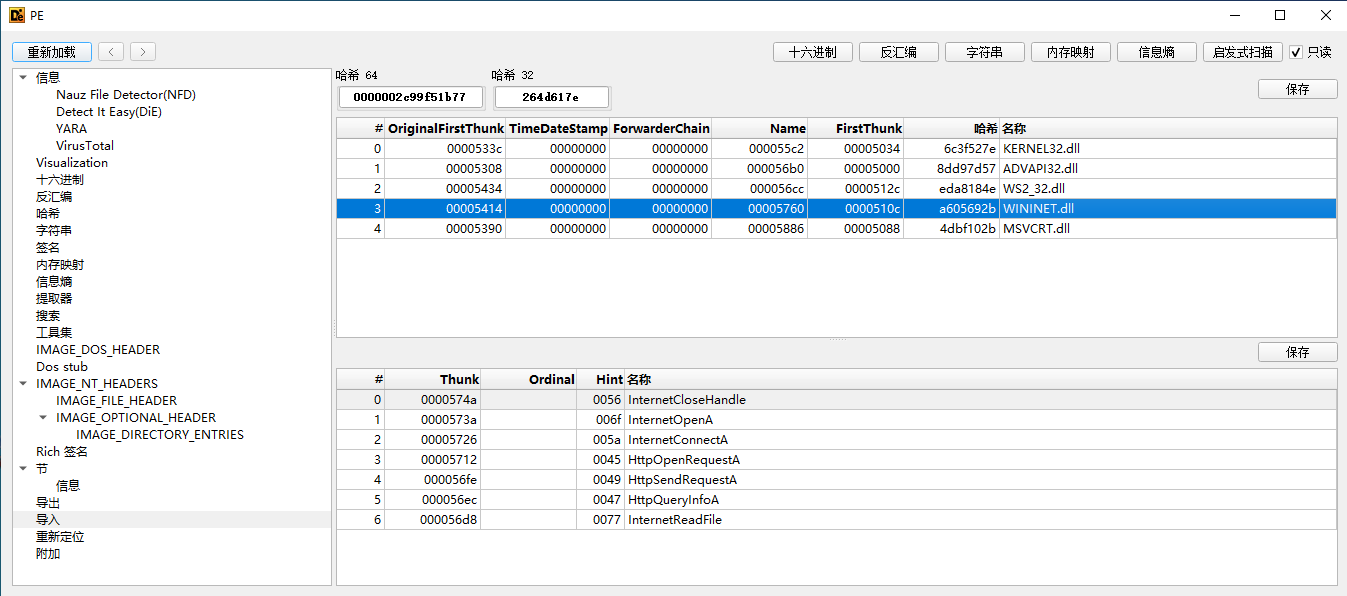 PE
重新加载 < > 十六进制 反汇编 字符串 内存映射 信息熵 启发式扫描 只读
信息
Nauz File Detector(NFD)
Detect It Easy(DiE)
YARA
VirusTotal
Visualization
十六进制
反汇编
哈希
字符串
签名
内存映射
信息熵
提取器
搜索
工具集
IMAGE_DOS_HEADER
Dos stub
IMAGE_NT_HEADERS
IMAGE_FILE_HEADER
IMAGE_OPTIONAL_HEADER
IMAGE_DIRECTORY_ENTRIES
Rich 签名
节
信息
导出
导入
重新定位
附加
哈希 64 哈希 32
0000002c99f51b77 264d617e
保存
# OriginalFirstThunk TimeDateStamp ForwarderChain Name FirstThunk 哈希 名称
0 0000533c 00000000 00000000 000055c2 00005034 6c3f527e KERNEL32.dll
1 00005308 00000000 00000000 000056b0 00005000 8dd97d57 ADVAPI32.dll
2 00005434 00000000 00000000 000056cc 0000512c eda8184e WS2_32.dll
3 00005414 00000000 00000000 00005760 0000510c a605692b WININET.dll
4 00005390 00000000 00000000 00005886 00005088 4dbf102b MSVCRT.dll
保存
# Thunk Ordinal Hint 名称
0 0000574a 0056 InternetCloseHandle
1 0000573a 006f InternetOpenA
2 00005726 005a InternetConnectA
3 00005712 0045 HttpOpenRequestA
4 000056fe 0049 HttpSendRequestA
5 000056ec 0047 HttpQueryInfoA
6 000056d8 0077 InternetReadFile